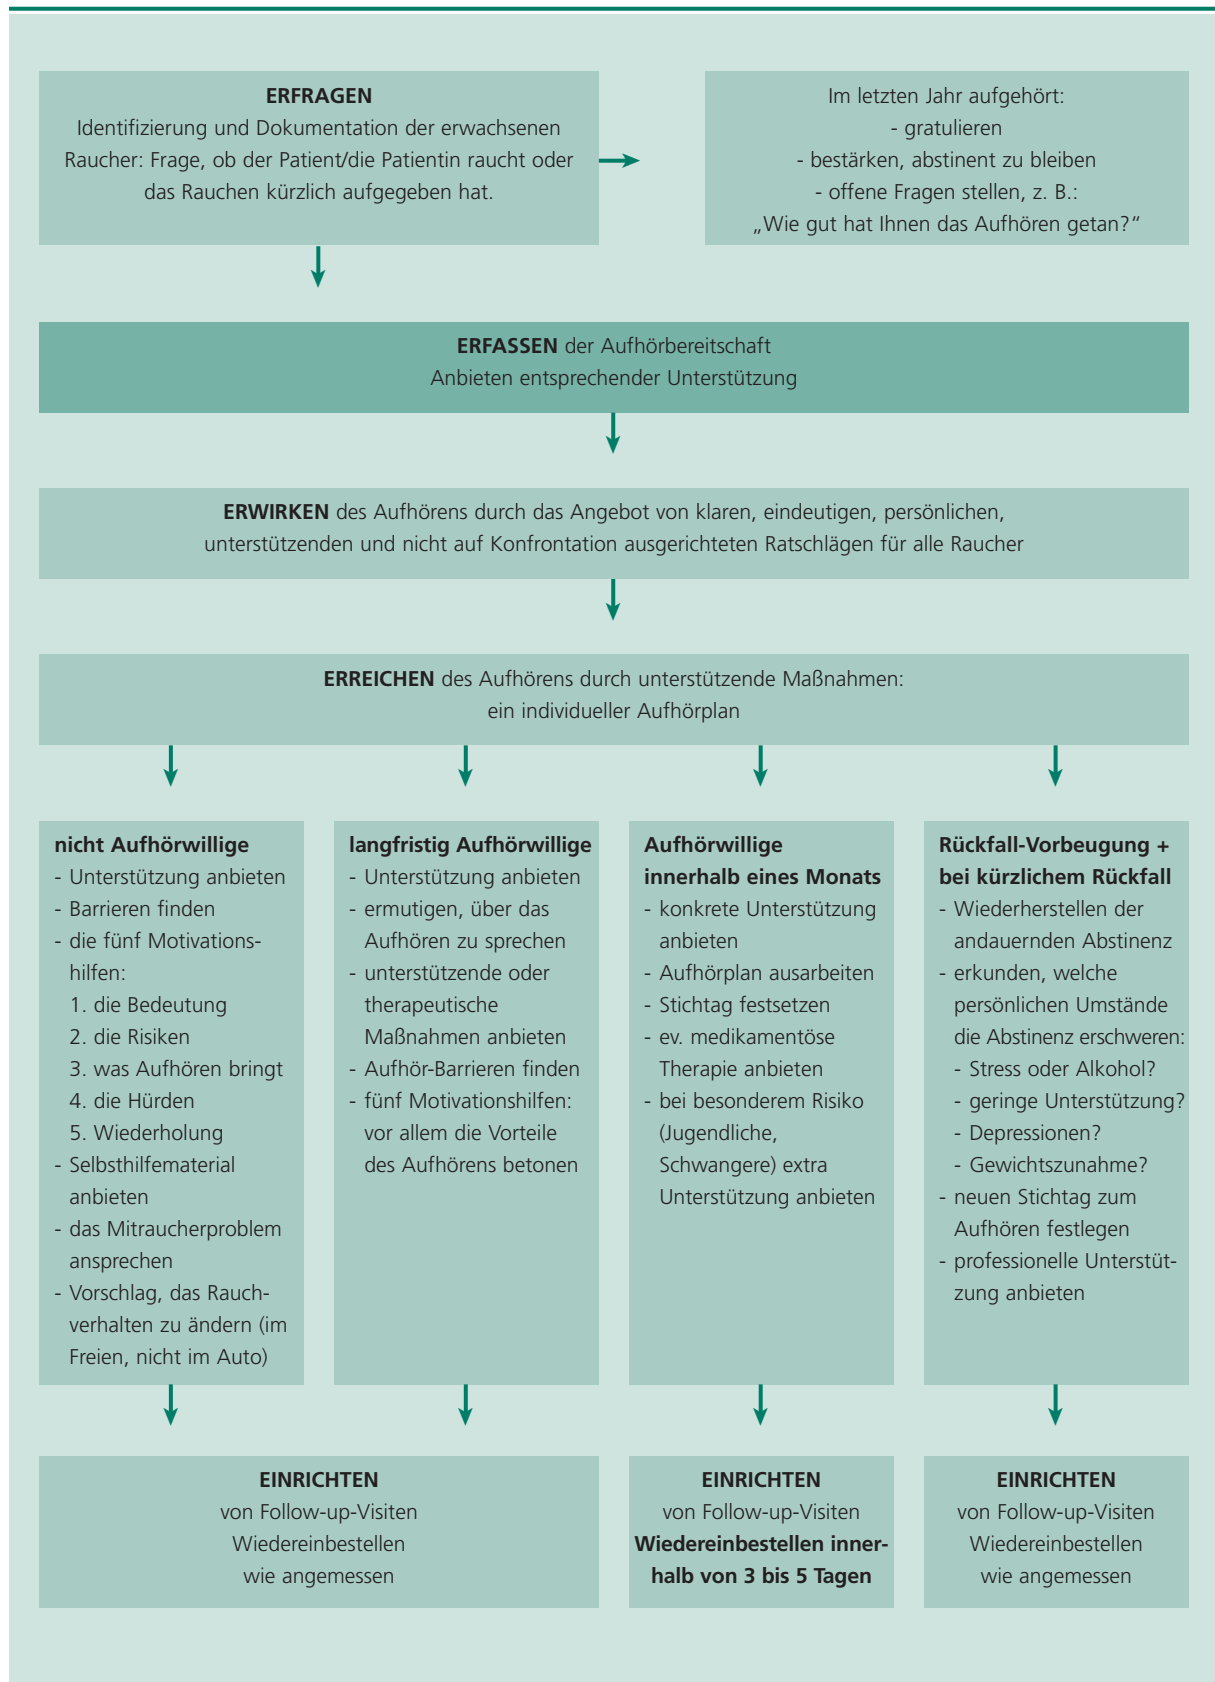 ERFRAGEN
Identifizierung und Dokumentation der erwachsenen
Raucher: Frage, ob der Patient/die Patientin raucht oder
das Rauchen kürzlich aufgegeben hat.
Im letzten Jahr aufgehört:
- gratulieren
- bestärken, abstinent zu bleiben
- offene Fragen stellen, z. B.:
„Wie gut hat Ihnen das Aufhören getan?“
ERFASSEN der Aufhörbereitschaft
Anbieten entsprechender Unterstützung
ERWIRKEN des Aufhörens durch das Angebot von klaren, eindeutigen, persönlichen,
unterstützenden und nicht auf Konfrontation ausgerichteten Ratschlägen für alle Raucher
ERREICHEN des Aufhörens durch unterstützende Maßnahmen:
ein individueller Aufhörplan
nicht Aufhörwillige
- Unterstützung anbieten
- Barrieren finden
- die fünf Motivations-
hilfen:
1. die Bedeutung
2. die Risiken
3. was Aufhören bringt
4. die Hürden
5. Wiederholung
- Selbsthilfematerial
anbieten
- das Mitraucherproblem
ansprechen
- Vorschlag, das Rauch-
verhalten zu ändern (im
Freien, nicht im Auto)
langfristig Aufhörwillige
- Unterstützung anbieten
- ermutigen, über das
Aufhören zu sprechen
- unterstützende oder
therapeutische
Maßnahmen anbieten
- Aufhör-Barrieren finden
- fünf Motivationshilfen:
vor allem die Vorteile
des Aufhörens betonen
Aufhörwillige
innerhalb eines Monats
- konkrete Unterstützung
anbieten
- Aufhörplan ausarbeiten
- Stichtag festsetzen
- ev. medikamentöse
Therapie anbieten
- bei besonderem Risiko
(Jugendliche,
Schwangere) extra
Unterstützung anbieten
Rückfall-Vorbeugung +
bei kürzlichem Rückfall
- Wiederherstellen der
andauernden Abstinenz
- erkunden, welche
persönlichen Umstände
die Abstinenz erschweren:
- Stress oder Alkohol?
- geringe Unterstützung?
- Depressionen?
- Gewichtszunahme?
- neuen Stichtag zum
Aufhören festlegen
- professionelle Unterstüt-
zung anbieten
EINRICHTEN
von Follow-up-Visiten
Wiedereinbestellen
wie angemessen
EINRICHTEN
von Follow-up-Visiten
Wiedereinbestellen inner-
halb von 3 bis 5 Tagen
EINRICHTEN
von Follow-up-Visiten
Wiedereinbestellen
wie angemessen